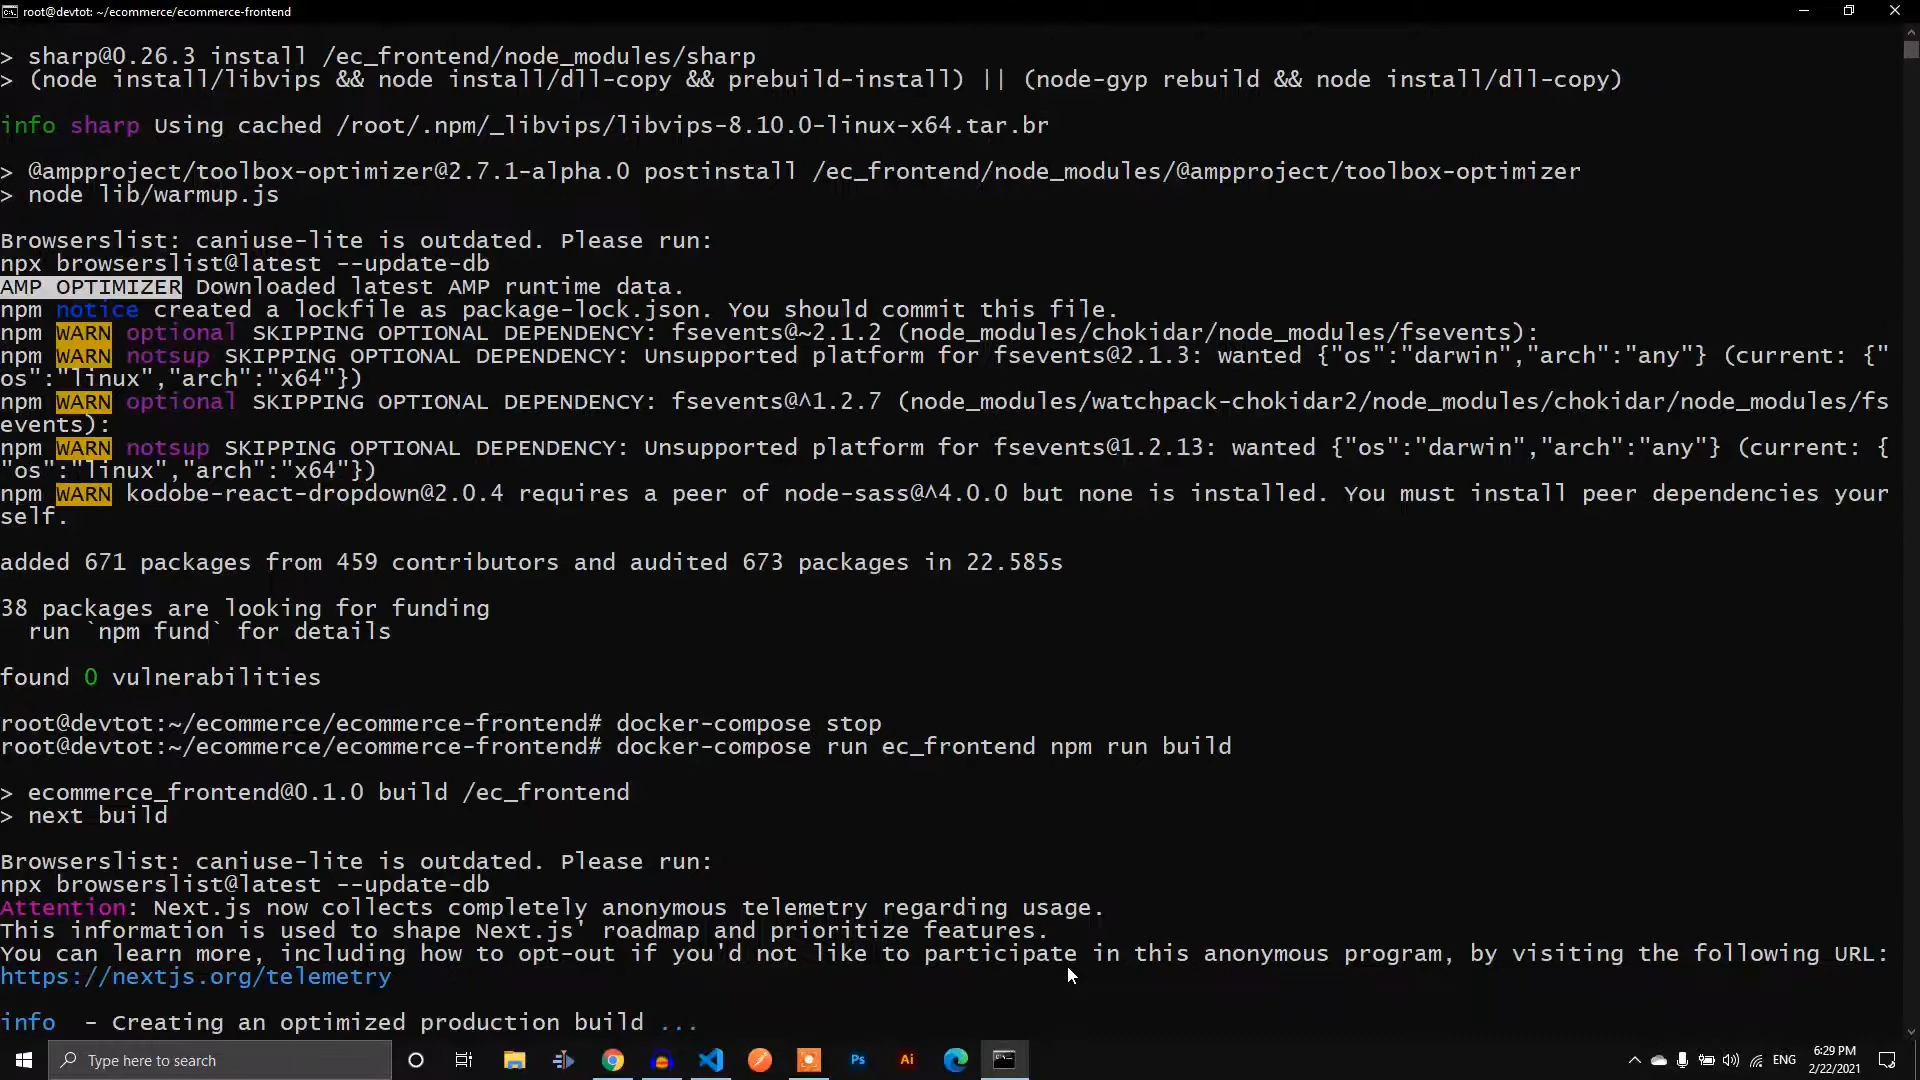 root@devtot: ~/ecommerce/ecommerce-frontend
> sharp@0.26.3 install /ec_frontend/node_modules/sharp
> (node install/libvips && node install/dll-copy && prebuild-install) || (node-gyp rebuild && node install/dll-copy)
info sharp Using cached /root/.npm/_libvips/libvips-8.10.0-linux-x64.tar.br
> @ampproject/toolbox-optimizer@2.7.1-alpha.0 postinstall /ec_frontend/node_modules/@ampproject/toolbox-optimizer
> node lib/warmup.js
Browserslist: caniuse-lite is outdated. Please run:
npx browserslist@latest --update-db
AMP OPTIMIZER Downloaded latest AMP runtime data.
npm notice created a lockfile as package-lock.json. You should commit this file.
npm WARN optional SKIPPING OPTIONAL DEPENDENCY: fsevents@~2.1.2 (node_modules/chokidar/node_modules/fsevents):
npm WARN notsup SKIPPING OPTIONAL DEPENDENCY: Unsupported platform for fsevents@2.1.3: wanted {"os":"darwin","arch":"any"} (current: {"
os":"linux","arch":"x64"})
npm WARN optional SKIPPING OPTIONAL DEPENDENCY: fsevents@^1.2.7 (node_modules/watchpack-chokidar2/node_modules/chokidar/node_modules/fs
events):
npm WARN notsup SKIPPING OPTIONAL DEPENDENCY: Unsupported platform for fsevents@1.2.13: wanted {"os":"darwin","arch":"any"} (current: {
"os":"linux","arch":"x64"})
npm WARN kodobe-react-dropdown@2.0.4 requires a peer of node-sass@^4.0.0 but none is installed. You must install peer dependencies your
self.
added 671 packages from 459 contributors and audited 673 packages in 22.585s
38 packages are looking for funding
run `npm fund` for details
found 0 vulnerabilities
root@devtot:~/ecommerce/ecommerce-frontend# docker-compose stop
root@devtot:~/ecommerce/ecommerce-frontend# docker-compose run ec_frontend npm run build
> ecommerce_frontend@0.1.0 build /ec_frontend
> next build
Browserslist: caniuse-lite is outdated. Please run:
npx browserslist@latest --update-db
Attention: Next.js now collects completely anonymous telemetry regarding usage.
This information is used to shape Next.js' roadmap and prioritize features.
You can learn more, including how to opt-out if you'd not like to participate in this anonymous program, by visiting the following URL:
https://nextjs.org/telemetry
info - Creating an optimized production build ...
Type here to search
Ps
Ai
ENG
6:29 PM
2/22/2021